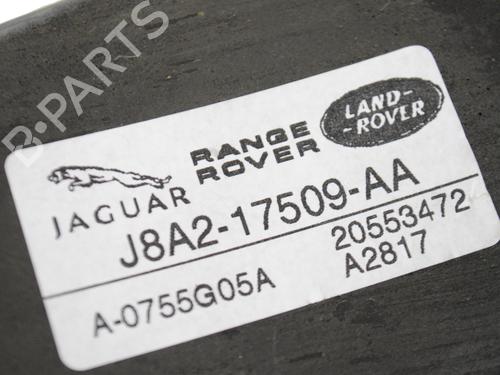 B-PARTS
JAGUAR
RANGE
ROVER
LAND-
-ROVER
J8A2-17509-AA
A-0755G05A
20553472
A2817